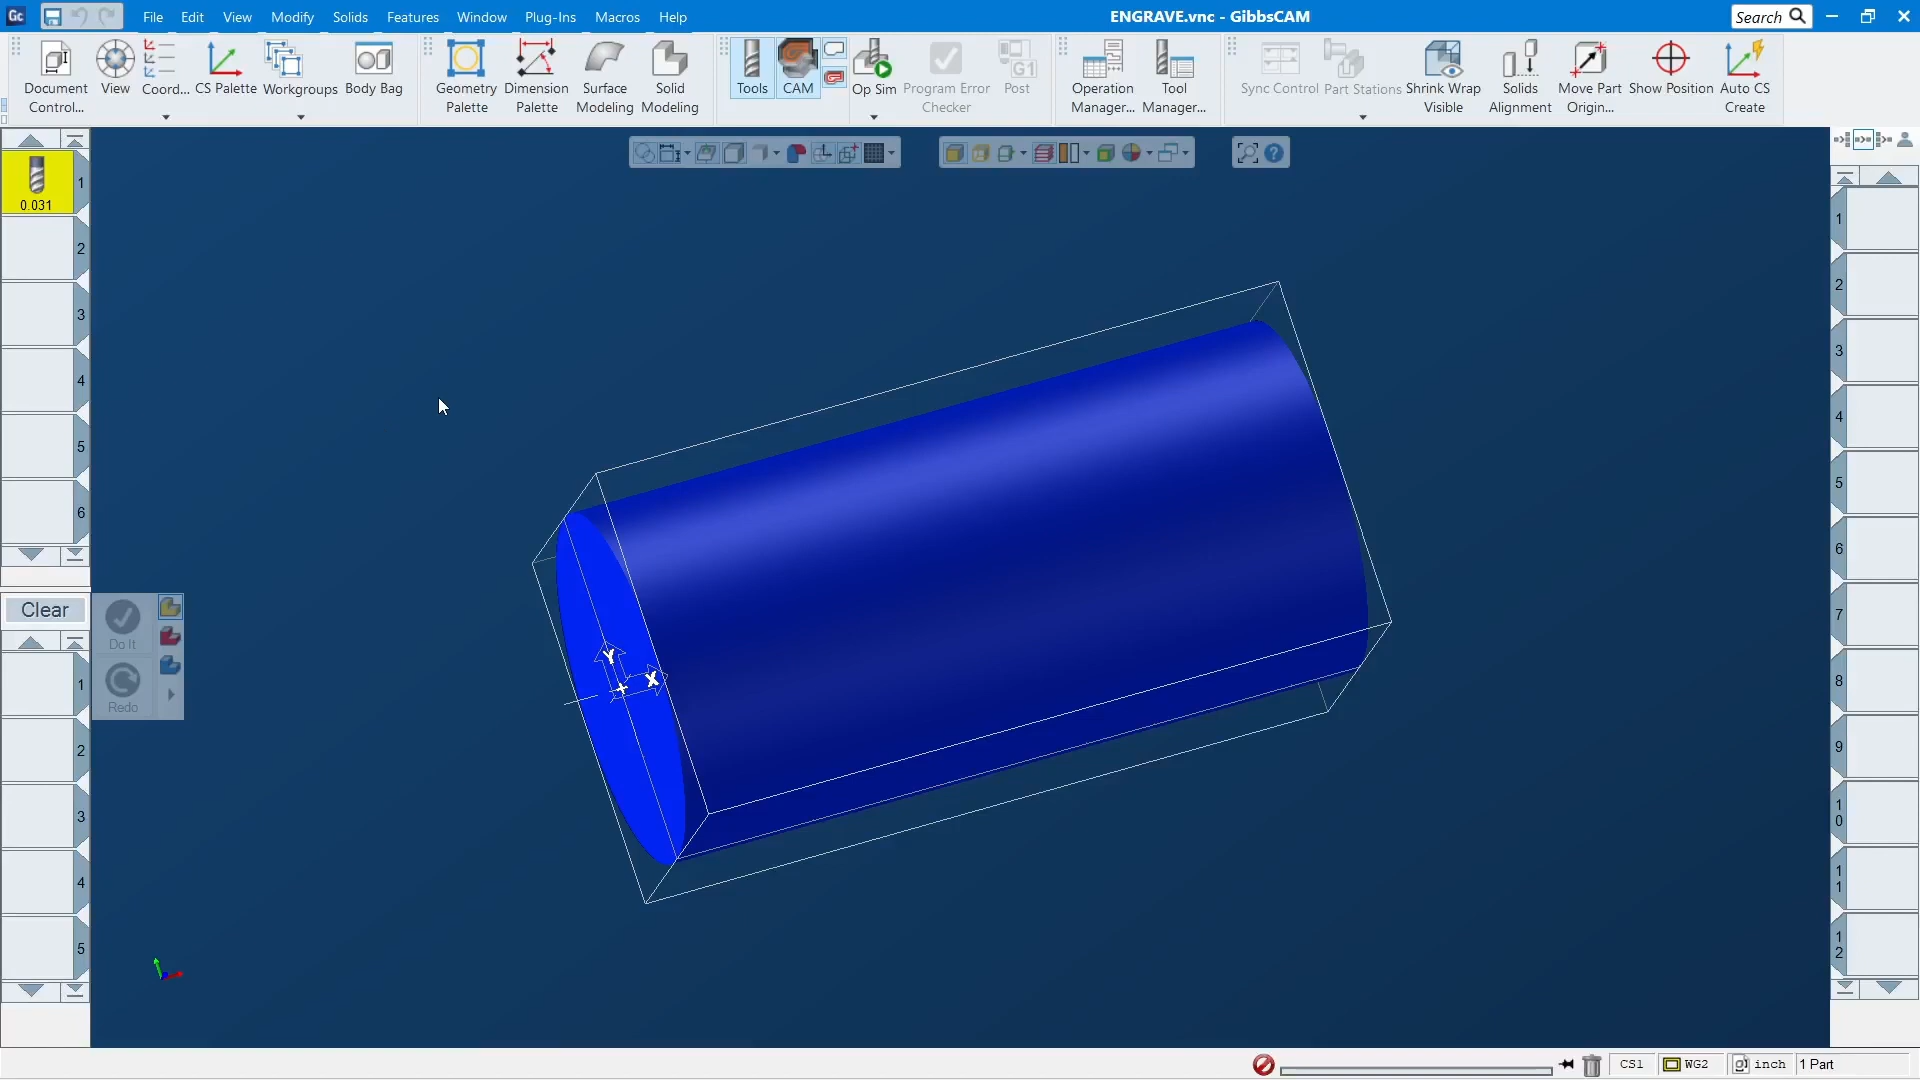 Gc
File Edit View Modify Solids Features Window Plug-Ins Macros Help
ENGRAVE.vnc - GibbsCAM
Search
Document Control...
View
Coord...
CS Palette
Workgroups
Body Bag
Geometry Palette
Dimension Palette
Surface Modeling
Solid Modeling
Tools
CAM
Op Sim
Program Error Checker
G1
Post
Operation Manager...
Tool Manager...
Sync Control
Part Stations
Shrink Wrap Visible
Solids Alignment
Move Part Origin...
Show Position
Auto CS Create
0.031
1
2
3
4
5
6
Clear
Do It
Redo
1
2
3
4
5
Y
X
1
2
3
4
5
6
7
8
9
10
11
12
CS1
WG2
inch
1 Part